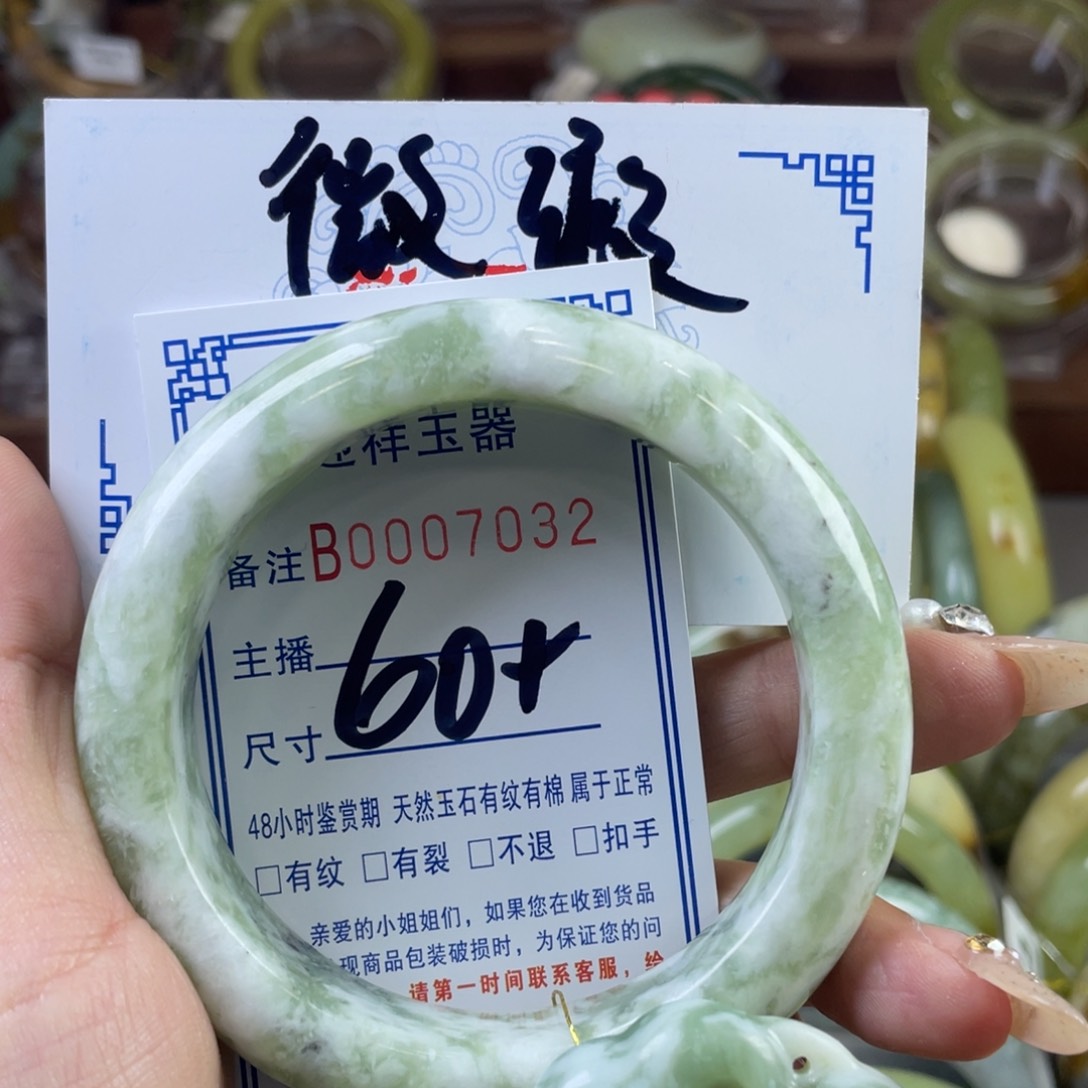 微瑕
祥玉器
备注B0007032
主播
60+
尺寸
48小时鉴赏期 天然玉石有纹有棉 属于正常
□有纹 □有裂 □不退 □扣手
亲爱的小姐姐们，如果您在收到货品
现商品包装破损时，为保证您的问
请第一时间联系客服，给